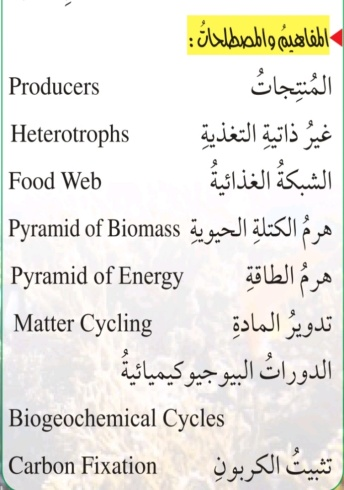 المفاهيمُ والمصطلحاتُ :
المُنتِجاتُ Producers
غيرُ ذاتيةِ التغذيةِ Heterotrophs
الشبكةُ الغذائيةُ Food Web
هرمُ الكتلةِ الحيويةِ Pyramid of Biomass
هرمُ الطاقةِ Pyramid of Energy
تدويرُ المادةِ Matter Cycling
الدوراتُ البيوجيوكيميائيةُ
Biogeochemical Cycles
تثبيتُ الكربونِ Carbon Fixation